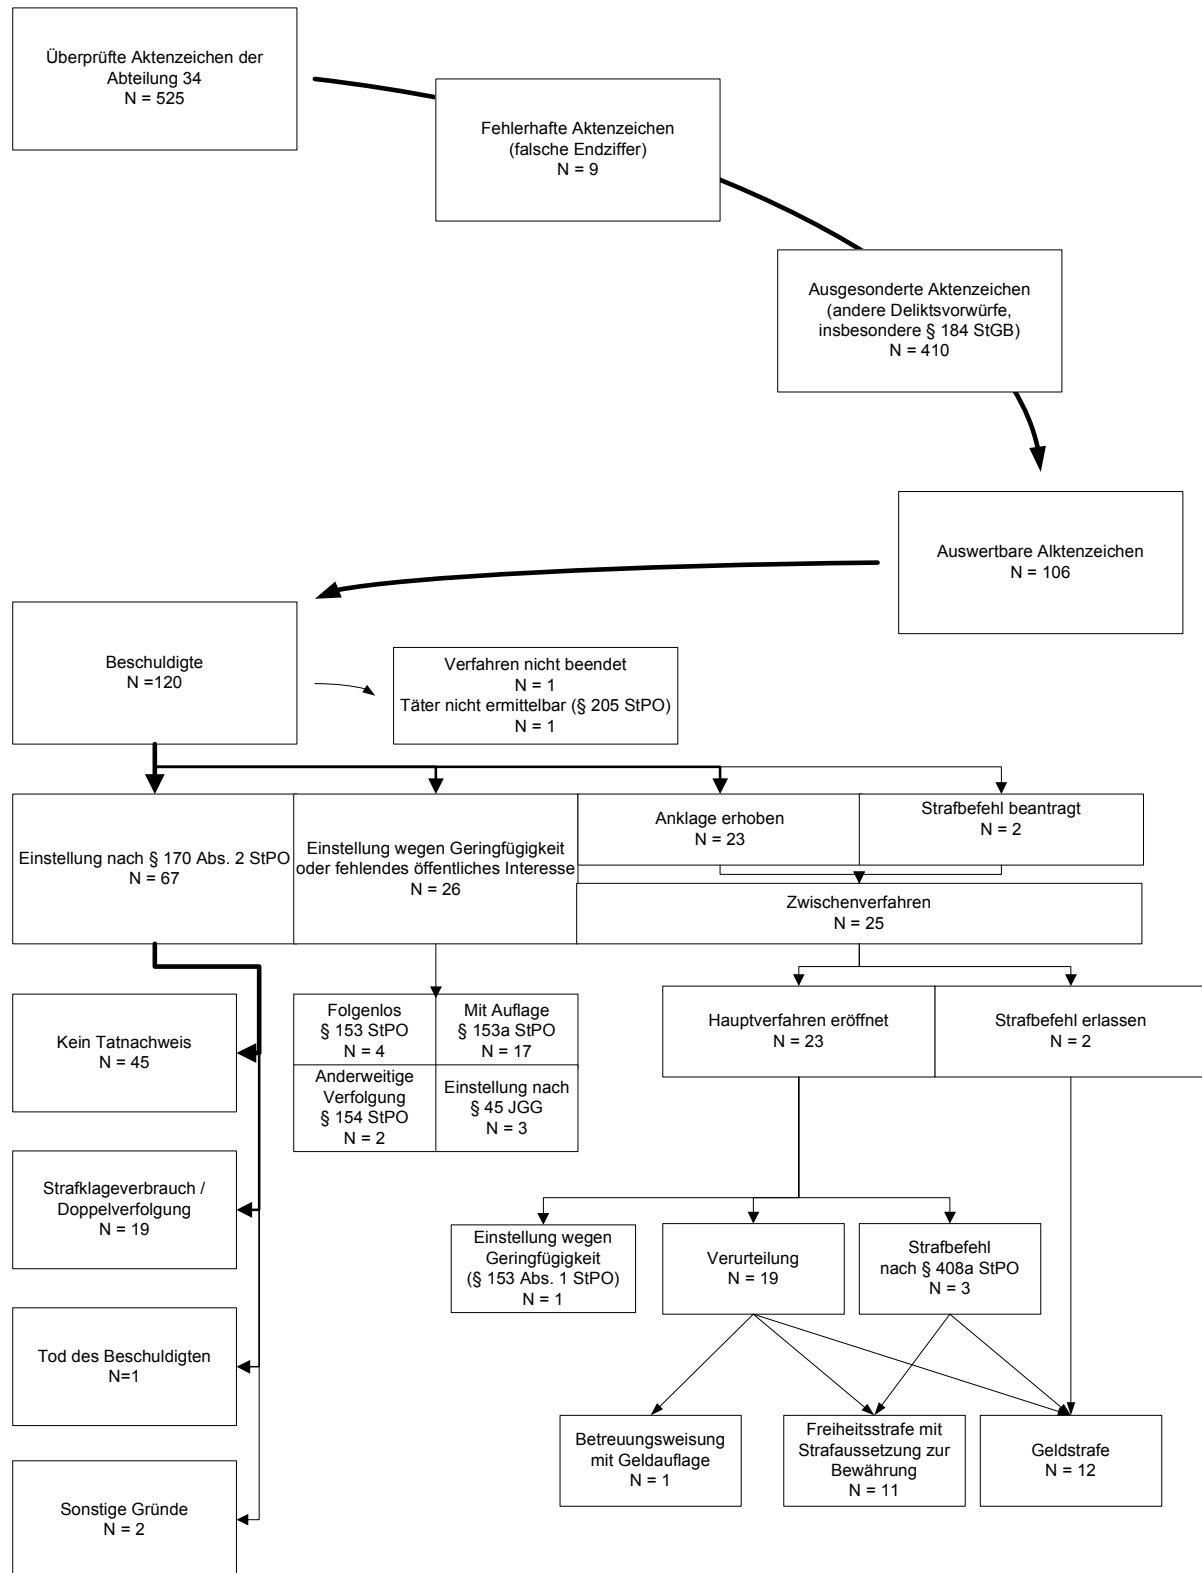 Überprüfte Aktenzeichen der
Abteilung 34
N = 525
Fehlerhafte Aktenzeichen
(falsche Endziffer)
N = 9
Ausgesonderte Aktenzeichen
(andere Deliktsvorwürfe,
insbesondere § 184 StGB)
N = 410
Auswertbare Alktenzeichen
N = 106
Beschuldigte
N =120
Verfahren nicht beendet
N = 1
Täter nicht ermittelbar (§ 205 StPO)
N = 1
Einstellung nach § 170 Abs. 2 StPO
N = 67
Einstellung wegen Geringfügigkeit
oder fehlendes öffentliches Interesse
N = 26
Anklage erhoben
N = 23
Strafbefehl beantragt
N = 2
Zwischenverfahren
N = 25
Kein Tatnachweis
N = 45
Folgenlos
§ 153 StPO
N = 4
Mit Auflage
§ 153a StPO
N = 17
Anderweitige
Verfolgung
§ 154 StPO
N = 2
Einstellung nach
§ 45 JGG
N = 3
Hauptverfahren eröffnet
N = 23
Strafbefehl erlassen
N = 2
Strafklageverbrauch /
Doppelverfolgung
N = 19
Einstellung wegen
Geringfügigkeit
(§ 153 Abs. 1 StPO)
N = 1
Verurteilung
N = 19
Strafbefehl
nach § 408a StPO
N = 3
Tod des Beschuldigten
N=1
Betreuungsweisung
mit Geldauflage
N = 1
Freiheitsstrafe mit
Strafaussetzung zur
Bewährung
N = 11
Geldstrafe
N = 12
Sonstige Gründe
N = 2